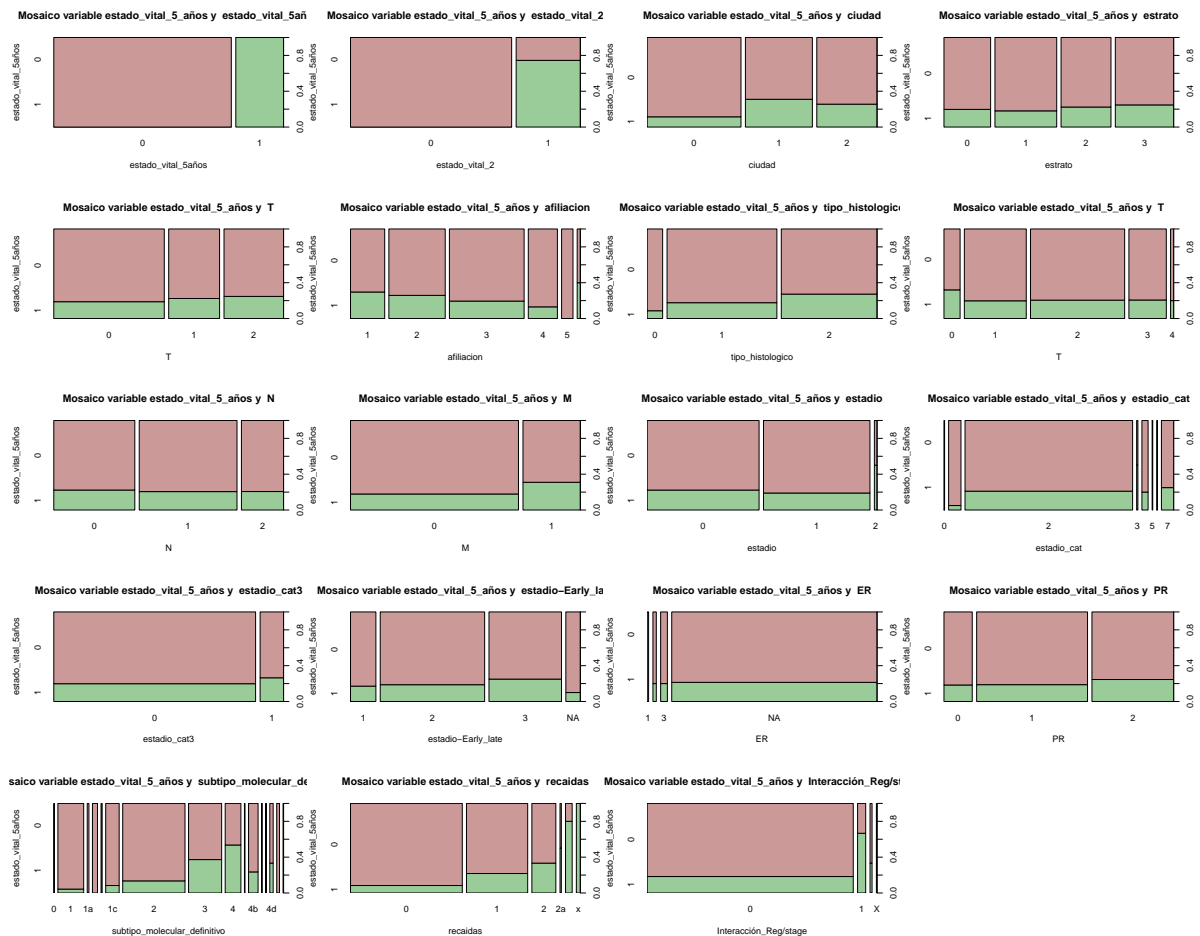 Mosaico variable estado_vital_5_años y estado_vital_5añ
estado_vital_5años
0
1
0.0 0.4 0.8
0 1
estado_vital_5años
Mosaico variable estado_vital_5_años y estado_vital_2
estado_vital_5años
0
1
0.0 0.4 0.8
0 1
estado_vital_2
Mosaico variable estado_vital_5_años y ciudad
estado_vital_5años
0
1
0.0 0.4 0.8
0 1 2
ciudad
Mosaico variable estado_vital_5_años y estrato
estado_vital_5años
0
1
0.0 0.4 0.8
0 1 2 3
estrato
Mosaico variable estado_vital_5_años y T
estado_vital_5años
0
1
0.0 0.4 0.8
0 1 2
T
Mosaico variable estado_vital_5_años y afiliacion
estado_vital_5años
0
1
0.0 0.4 0.8
1 2 3 4 5
afiliacion
Mosaico variable estado_vital_5_años y tipo_histologico
estado_vital_5años
0
1
0.0 0.4 0.8
0 1 2
tipo_histologico
Mosaico variable estado_vital_5_años y T
estado_vital_5años
0
1
0.0 0.4 0.8
0 1 2 3 4
T
Mosaico variable estado_vital_5_años y N
estado_vital_5años
0
1
0.0 0.4 0.8
0 1 2
N
Mosaico variable estado_vital_5_años y M
estado_vital_5años
0
1
0.0 0.4 0.8
0 1
M
Mosaico variable estado_vital_5_años y estadio
estado_vital_5años
0
1
0.0 0.4 0.8
0 1 2
estadio
Mosaico variable estado_vital_5_años y estadio_cat
estado_vital_5años
0
1
0.0 0.4 0.8
0 2 3 5 7
estadio_cat
Mosaico variable estado_vital_5_años y estadio_cat3
estado_vital_5años
0
1
0.0 0.4 0.8
0 1
estadio_cat3
Mosaico variable estado_vital_5_años y estadio−Early_la
estado_vital_5años
0
1
0.0 0.4 0.8
1 2 3 NA
estadio−Early_late
Mosaico variable estado_vital_5_años y ER
estado_vital_5años
0
1
0.0 0.4 0.8
1 3 NA
ER
Mosaico variable estado_vital_5_años y PR
estado_vital_5años
0
1
0.0 0.4 0.8
0 1 2
PR
saico variable estado_vital_5_años y subtipo_molecular_de
estado_vital_5años
0
1
0.0 0.4 0.8
0 1 1a 1c 2 3 4 4b 4d
subtipo_molecular_definitivo
Mosaico variable estado_vital_5_años y recaidas
estado_vital_5años
0
1
0.0 0.4 0.8
0 1 2 2a x
recaidas
Mosaico variable estado_vital_5_años y Interacción_Reg/st
estado_vital_5años
0
1
0.0 0.4 0.8
0 1 X
Interacción_Reg/stage